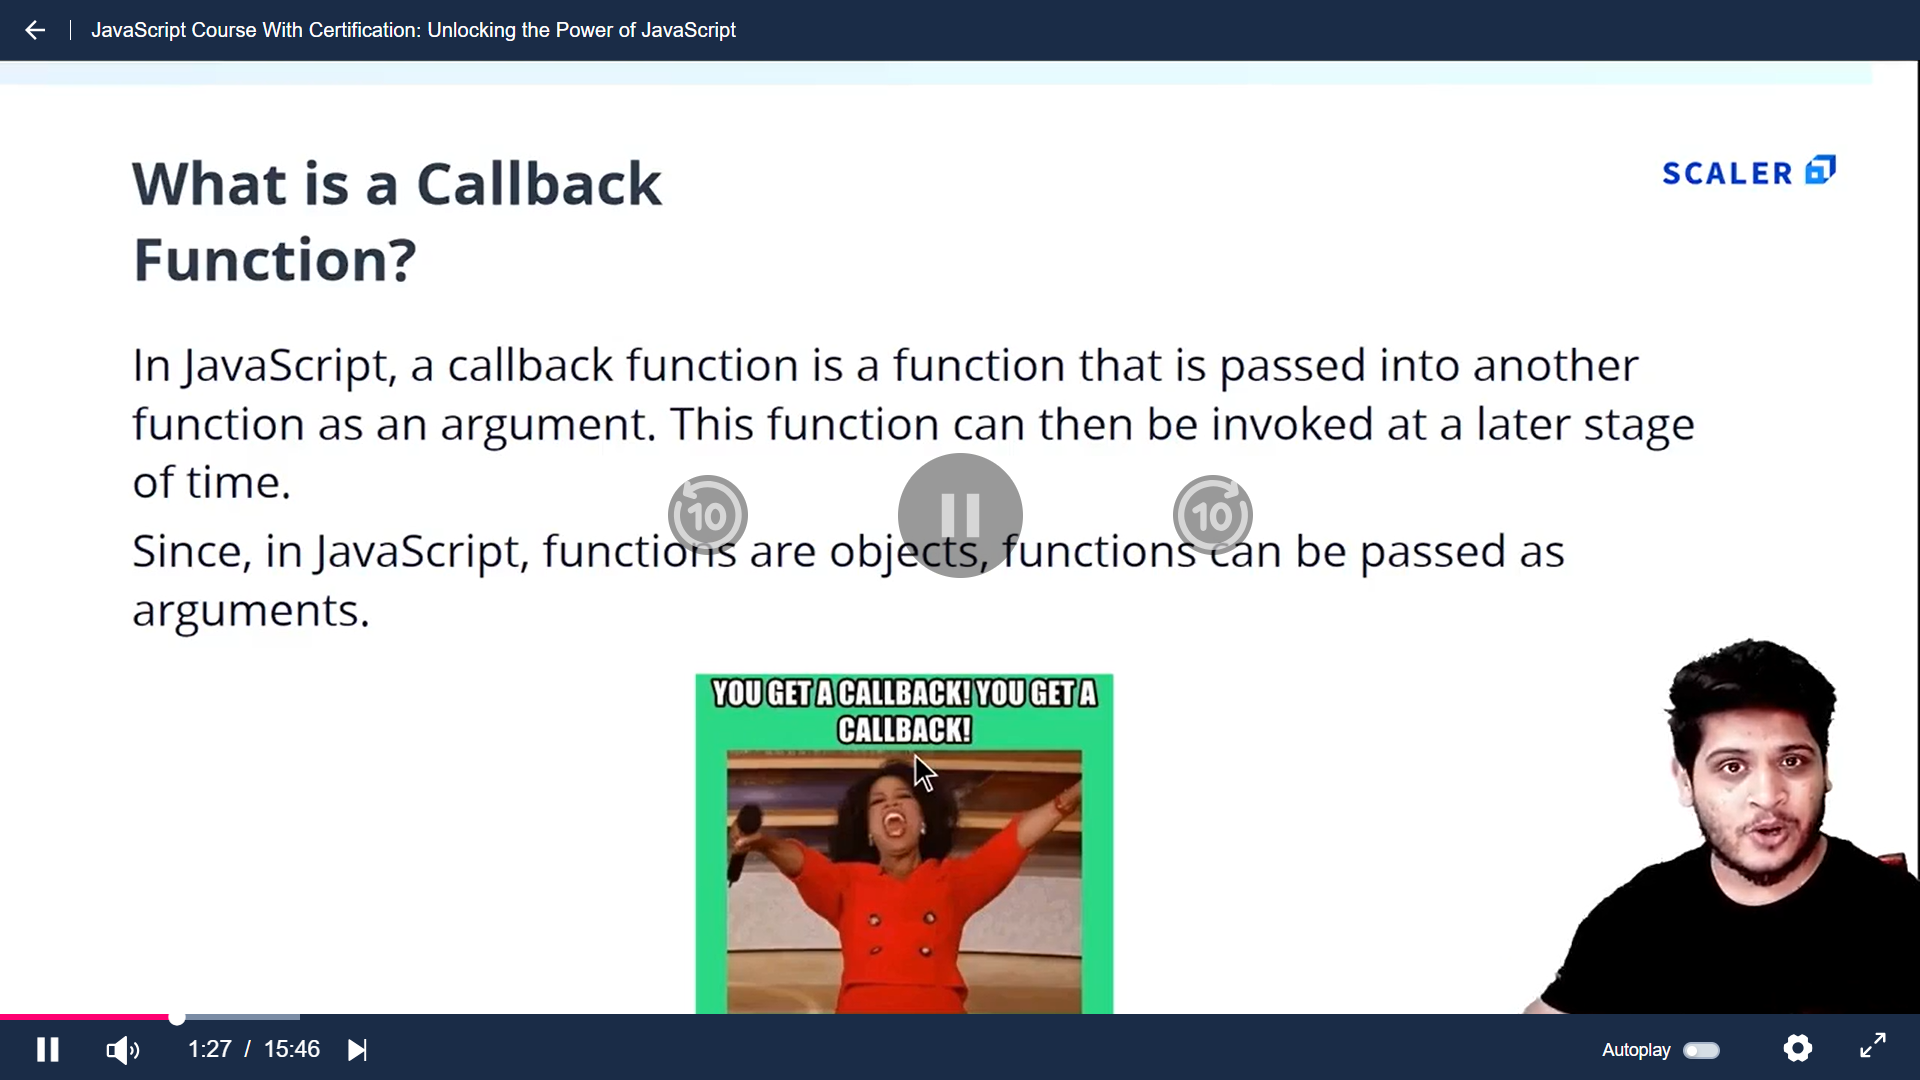 JavaScript Course With Certification: Unlocking the Power of JavaScript
What is a Callback
Function?
SCALER
In JavaScript, a callback function is a function that is passed into another
function as an argument. This function can then be invoked at a later stage
of time.
10
10
Since, in JavaScript, functions are objects, functions can be passed as
arguments.
YOU GET A CALLBACK! YOU GET A
CALLBACK!
1:27 / 15:46
Autoplay